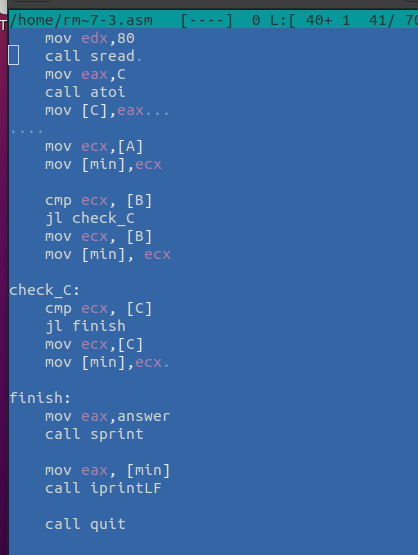 /home/rm~7-3.asm   [----]  0 L:[ 40+ 1  41/ 70
    mov edx,80
    call sread.
    mov eax,C
    call atoi
    mov [C],eax...
....
    mov ecx,[A]
    mov [min],ecx
    cmp ecx, [B]
    jl check_C
    mov ecx, [B]
    mov [min], ecx
check_C:
    cmp ecx, [C]
    jl finish
    mov ecx,[C]
    mov [min],ecx.
finish:
    mov eax,answer
    call sprint
    mov eax, [min]
    call iprintLF
    call quit